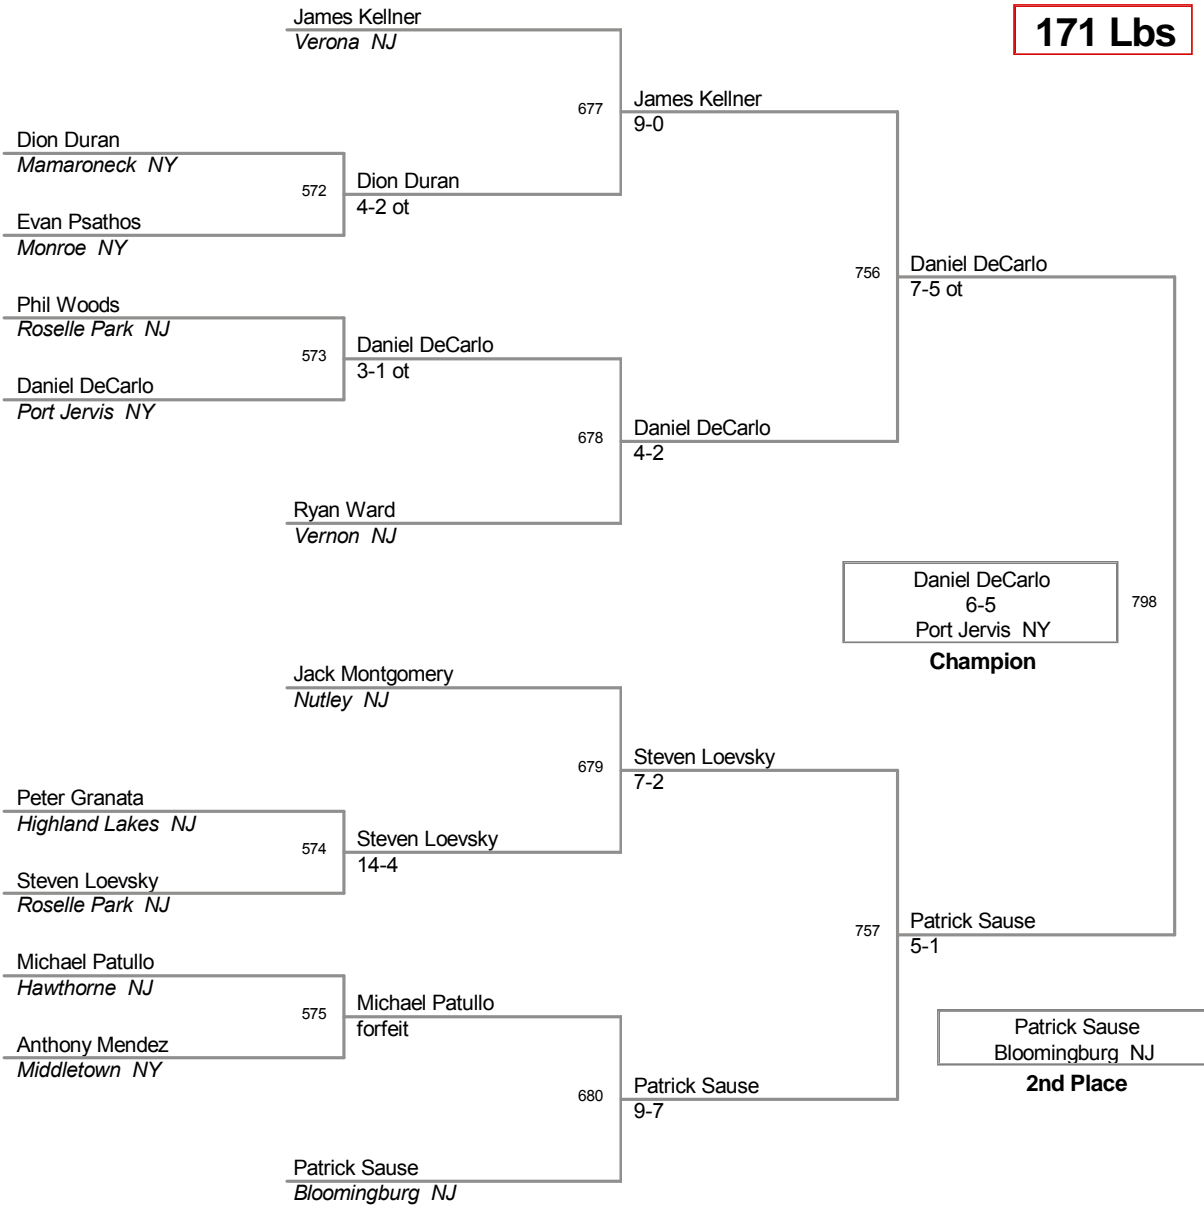 James Kellner
Verona NJ
171 Lbs
677
James Kellner
9-0
Dion Duran
Mamaroneck NY
572
Dion Duran
4-2 ot
Evan Psathos
Monroe NY
756
Daniel DeCarlo
7-5 ot
Phil Woods
Roselle Park NJ
573
Daniel DeCarlo
3-1 ot
Daniel DeCarlo
Port Jervis NY
678
Daniel DeCarlo
4-2
Ryan Ward
Vernon NJ
Daniel DeCarlo
6-5
Port Jervis NY
Champion
798
Jack Montgomery
Nutley NJ
679
Steven Loevsky
7-2
Peter Granata
Highland Lakes NJ
574
Steven Loevsky
14-4
Steven Loevsky
Roselle Park NJ
757
Patrick Sause
5-1
Michael Patullo
Hawthorne NJ
575
Michael Patullo
forfeit
Anthony Mendez
Middletown NY
Patrick Sause
Bloomingburg NJ
2nd Place
680
Patrick Sause
9-7
Patrick Sause
Bloomingburg NJ